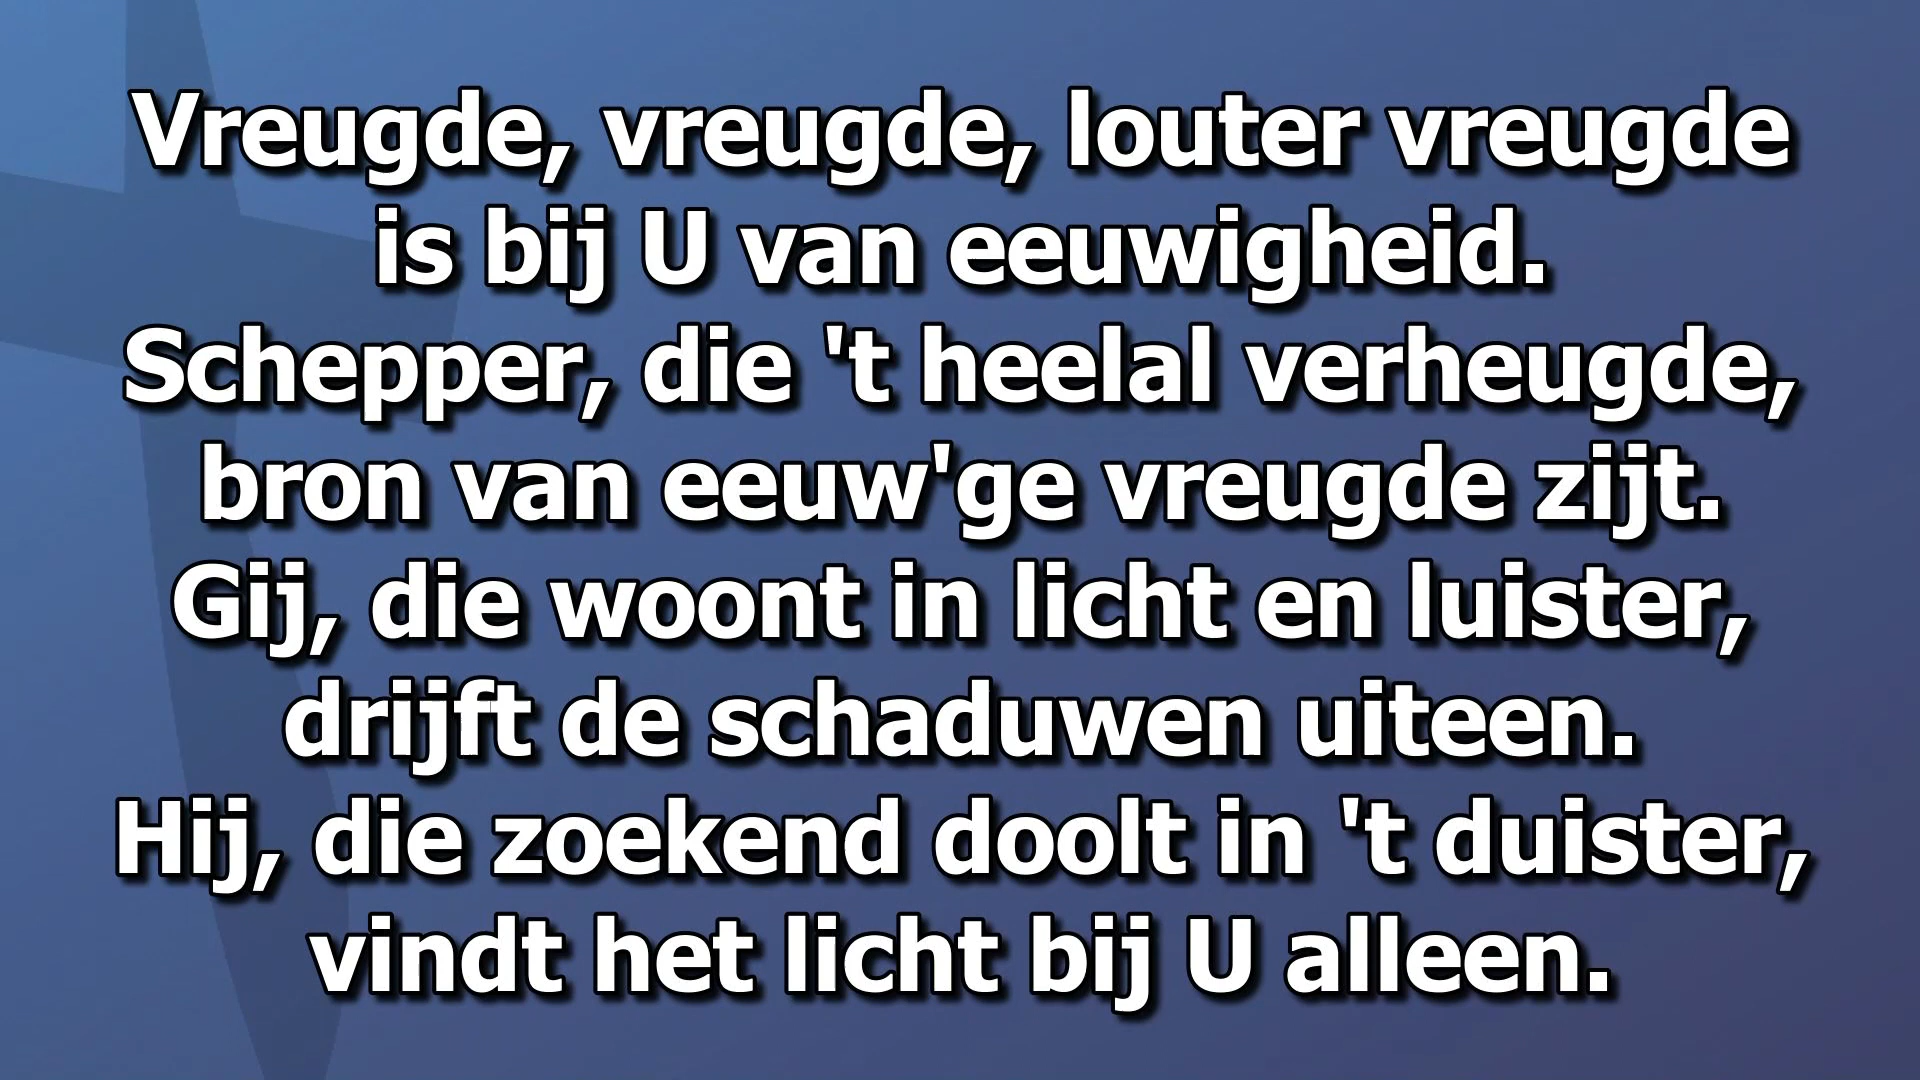 Vreugde, vreugde, louter vreugde
is bij U van eeuwigheid.
Schepper, die 't heelal verheugde,
bron van eeuw'ge vreugde zijt.
Gij, die woont in licht en luister,
drijft de schaduwen uiteen.
Hij, die zoekend doolt in 't duister,
vindt het licht bij U alleen.